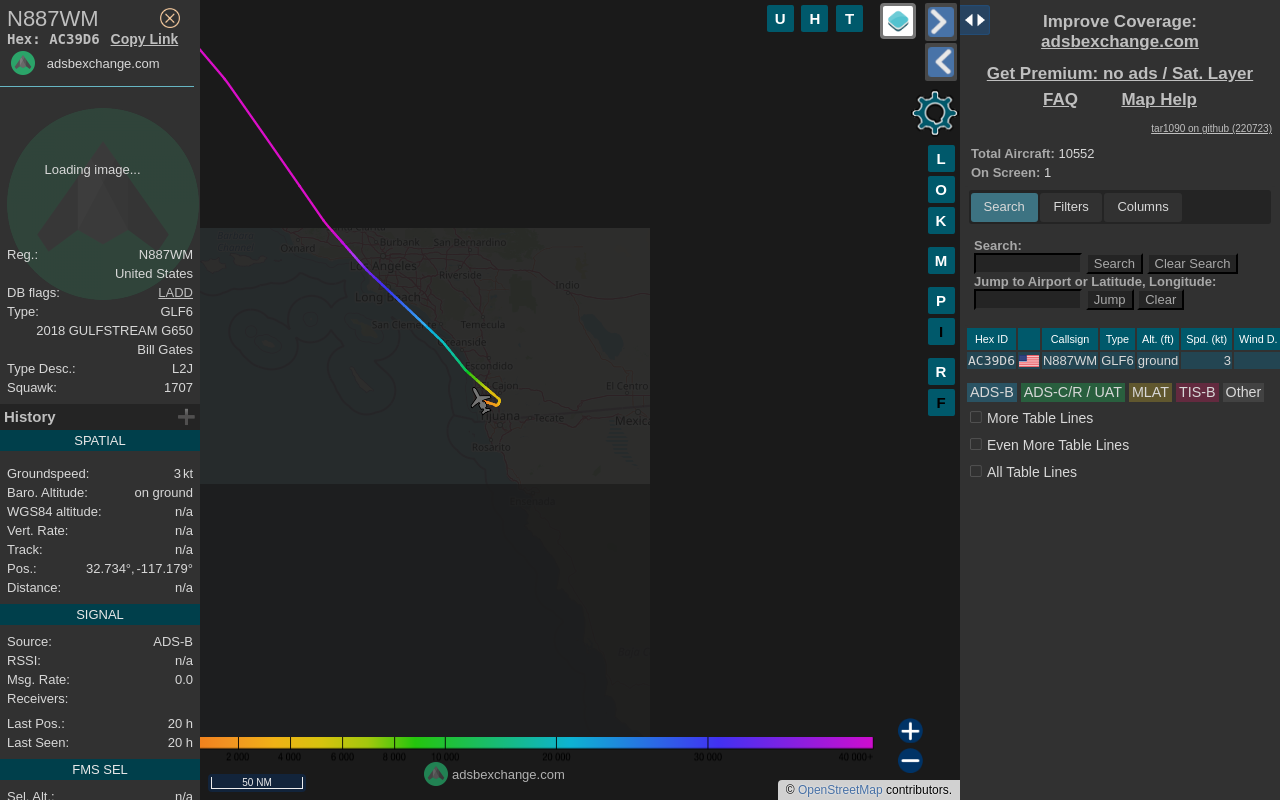 N887WM
Hex: AC39D6 Copy Link
adsbexchange.com
Loading image...
Reg.: N887WM
United States
DB flags: LADD
Type: GLF6
2018 GULFSTREAM G650
Bill Gates
Type Desc.: L2J
Squawk: 1707
History
SPATIAL
Groundspeed: 3 kt
Baro. Altitude: on ground
WGS84 altitude: n/a
Vert. Rate: n/a
Track: n/a
Pos.: 32.734°, -117.179°
Distance: n/a
SIGNAL
Source: ADS-B
RSSI: n/a
Msg. Rate: 0.0
Receivers:
Last Pos.: 20 h
Last Seen: 20 h
FMS SEL
Sel. Alt.: n/a
U H T
L
O
K
M
P
I
R
F
Oxnard
Burbank
San Bernardino
Los Angeles
Riverside
Long Beach
India
San Clemente
Temecula
Oceanside
Escondido
Cajon
El Centro
Tijuana
Tecate
Mexica
Rosarito
2 000 4 000 6 000 8 000 10 000 20 000 30 000 40 000+
50 NM
adsbexchange.com
© OpenStreetMap contributors.
Improve Coverage:
adsbexchange.com
Get Premium: no ads / Sat. Layer
FAQ Map Help
tar1090 on github (220723)
Total Aircraft: 10552
On Screen: 1
Search Filters Columns
Search:
Search Clear Search
Jump to Airport or Latitude, Longitude:
Jump Clear
Hex ID Callsign Type Alt. (ft) Spd. (kt) Wind D.
AC39D6 N887WM GLF6 ground 3
ADS-B ADS-C/R / UAT MLAT TIS-B Other
More Table Lines
Even More Table Lines
All Table Lines